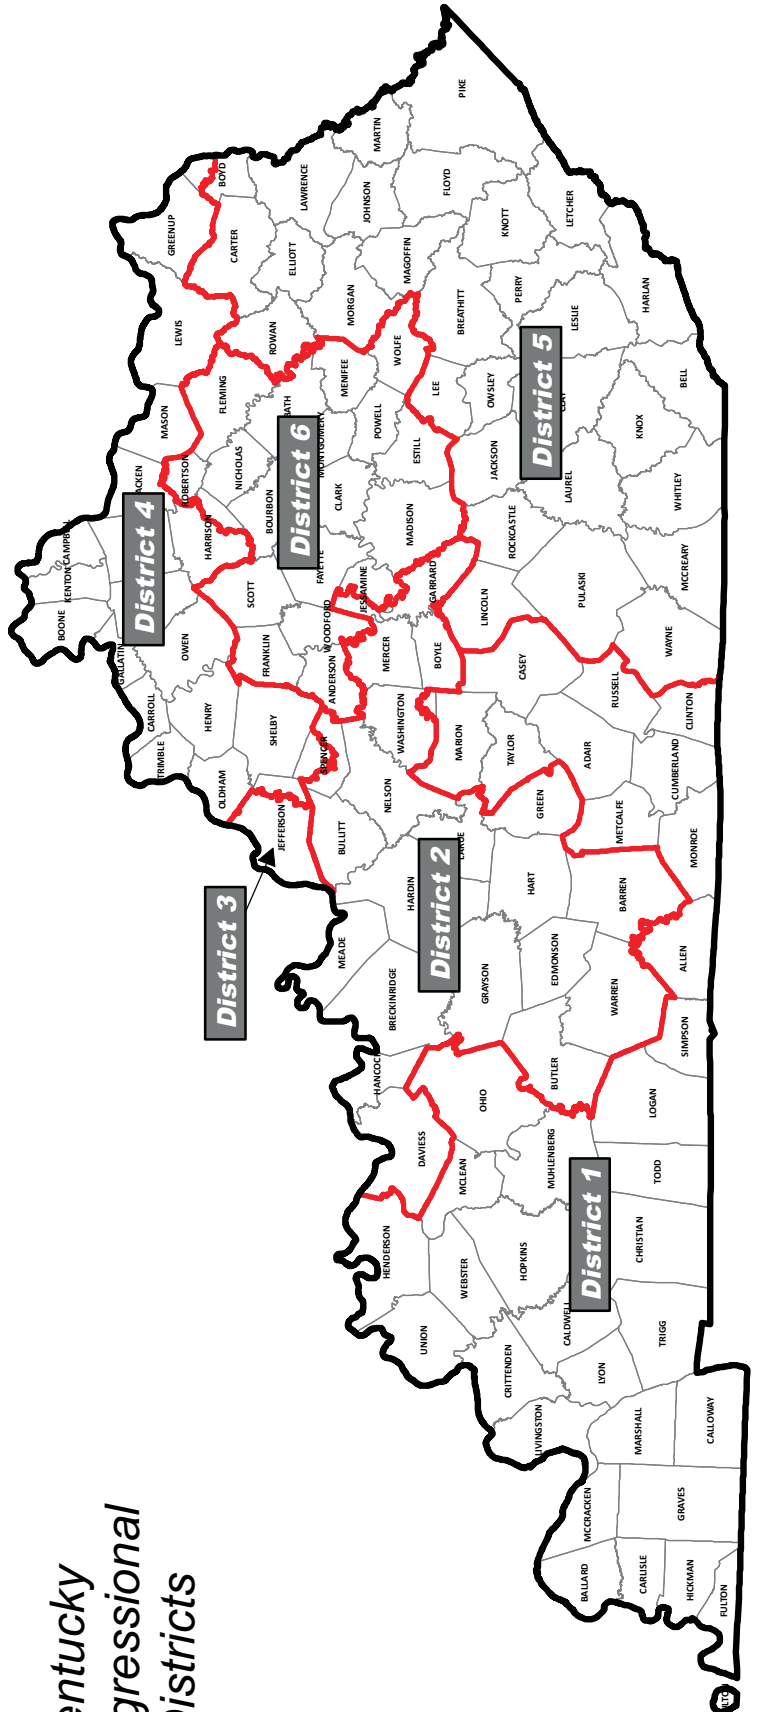 entucky
gressional
Districts
District 4
District 6
District 3
District 5
District 2
District 1
BOONE
KENTON
CAMPBELL
GALLATIN
ACKEN
CARROLL
TRIMBLE
OWEN
MASON
LEWIS
GREENUP
OLDHAM
HENRY
HARRISON
ROBERTSON
FLEMING
BOYD
CARTER
JEFFERSON
SHELBY
FRANKLIN
SCOTT
NICHOLAS
BOURBON
BATH
ROWAN
ELLIOTT
LAWRENCE
SPENCER
ANDERSON
WOODFORD
FAYETTE
MONTGOMERY
CLARK
MENIFEE
MORGAN
JOHNSON
MARTIN
MEADE
BULLITT
JESSAMINE
POWELL
WOLFE
MAGOFFIN
FLOYD
PIKE
HANCOCK
BRECKINRIDGE
HARDIN
NELSON
WASHINGTON
MERCER
GARRARD
MADISON
ESTILL
LEE
BREATHITT
KNOTT
HENDERSON
DAVIESS
LARUE
MARION
BOYLE
LINCOLN
JACKSON
OWSLEY
PERRY
LETCHER
UNION
WEBSTER
MCLEAN
OHIO
GRAYSON
HART
GREEN
TAYLOR
CASEY
ROCKCASTLE
LAUREL
LESLIE
HARLAN
CRITTENDEN
HOPKINS
MUHLENBERG
BUTLER
EDMONSON
BARREN
METCALFE
ADAIR
RUSSELL
PULASKI
KNOX
BELL
LIVINGSTON
LYON
CALDWELL
WARREN
WAYNE
MCCREARY
WHITLEY
BALLARD
MCCRACKEN
MARSHALL
TRIGG
CHRISTIAN
TODD
LOGAN
SIMPSON
ALLEN
MONROE
CUMBERLAND
CLINTON
CARLISLE
HICKMAN
GRAVES
CALLOWAY
FULTON